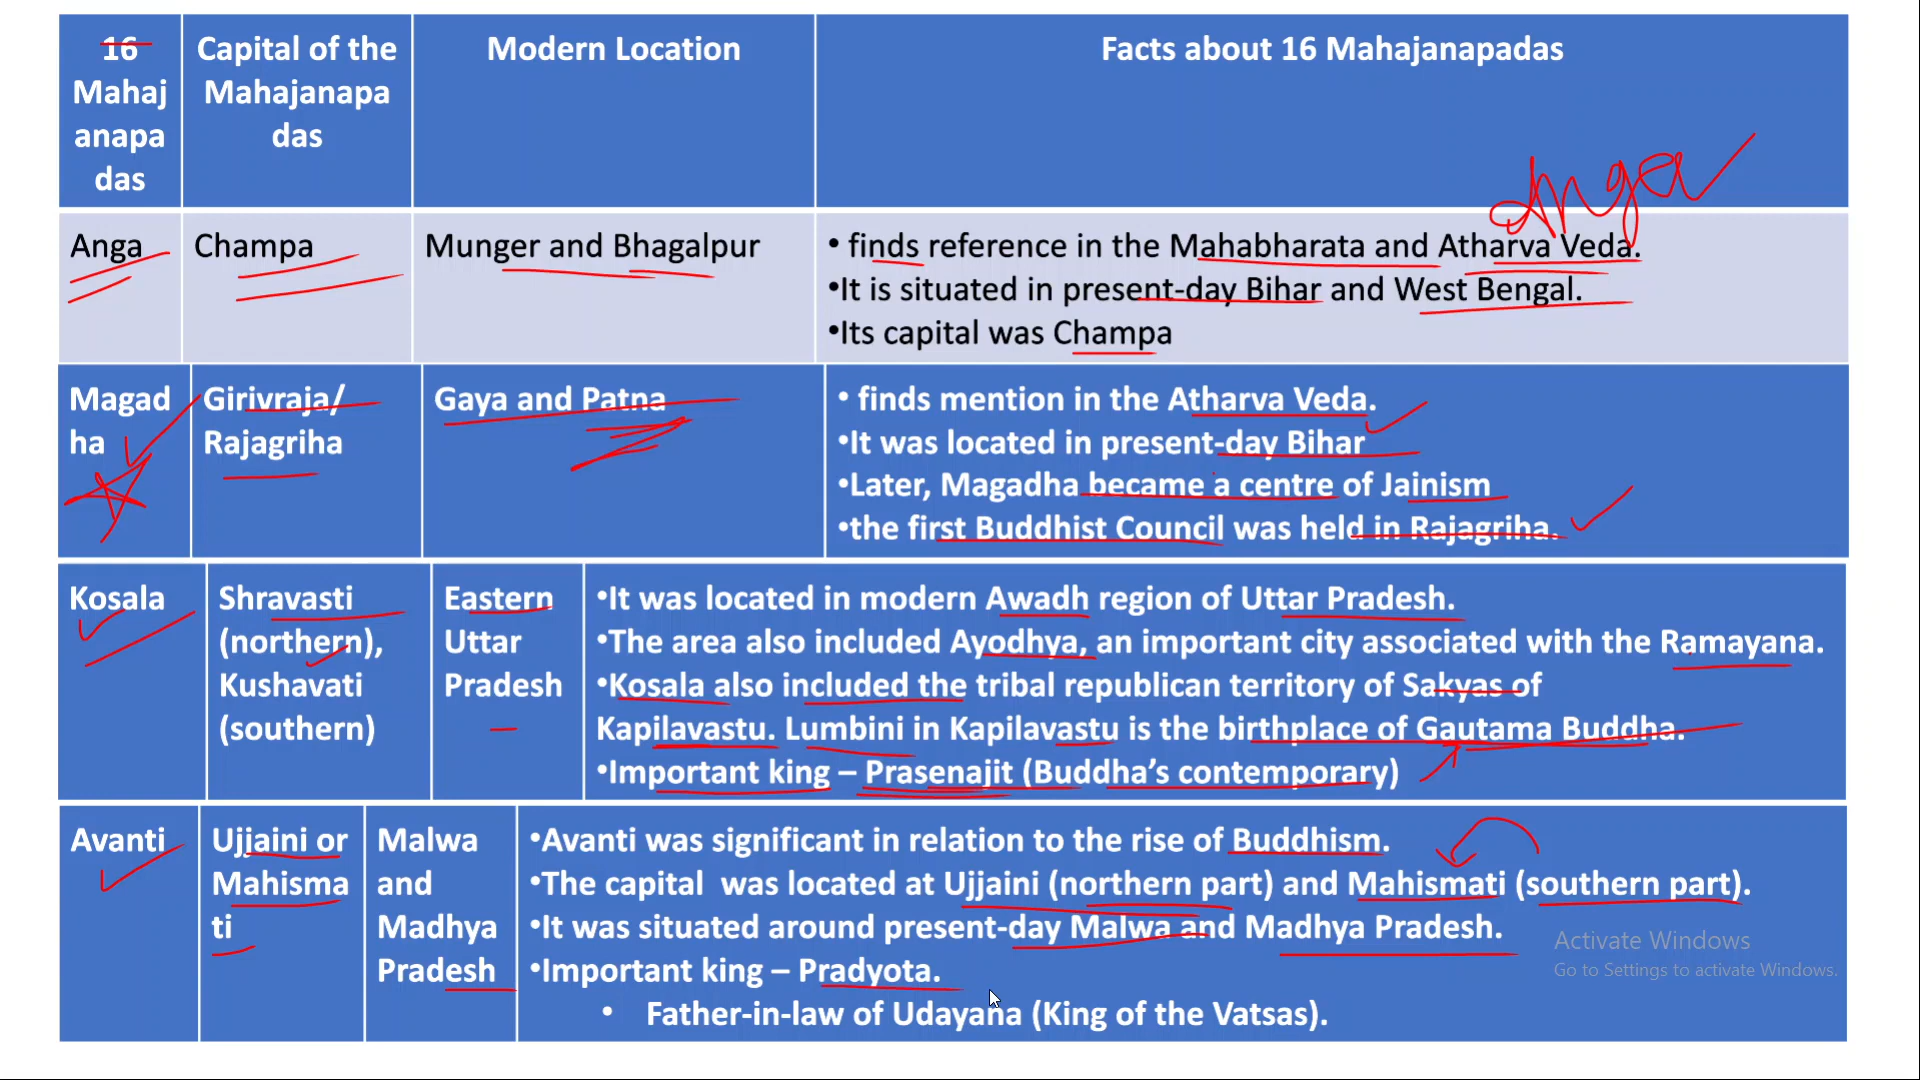 16
Mahaj
anapa
das
Capital of the
Mahajanapa
das
Modern Location
Facts about 16 Mahajanapadas
Anga
Anga
Champa
Munger and Bhagalpur
• finds reference in the Mahabharata and Atharva Veda.
•It is situated in present-day Bihar and West Bengal.
•Its capital was Champa
Magad
ha
Girivraja/
Rajagriha
Gaya and Patna
• finds mention in the Atharva Veda.
•It was located in present-day Bihar
•Later, Magadha became a centre of Jainism
•the first Buddhist Council was held in Rajagriha.
Kosala
Shravasti
(northern),
Kushavati
(southern)
Eastern
Uttar
Pradesh
•It was located in modern Awadh region of Uttar Pradesh.
•The area also included Ayodhya, an important city associated with the Ramayana.
•Kosala also included the tribal republican territory of Sakyas of
Kapilavastu. Lumbini in Kapilavastu is the birthplace of Gautama Buddha.
•Important king – Prasenajit (Buddha’s contemporary)
Avanti
Ujjaini or
Mahisma
ti
Malwa
and
Madhya
Pradesh
•Avanti was significant in relation to the rise of Buddhism.
•The capital  was located at Ujjaini (northern part) and Mahismati (southern part).
•It was situated around present-day Malwa and Madhya Pradesh.
•Important king – Pradyota.
• Father-in-law of Udayana (King of the Vatsas).
Activate Windows
Go to Settings to activate Windows.